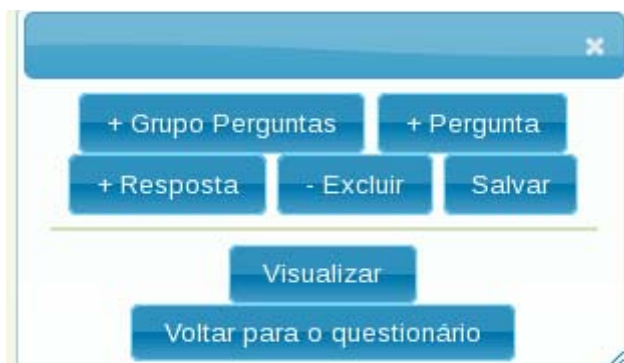 + Grupo Perguntas + Pergunta
+ Resposta - Excluir Salvar
Visualizar
Voltar para o questionário